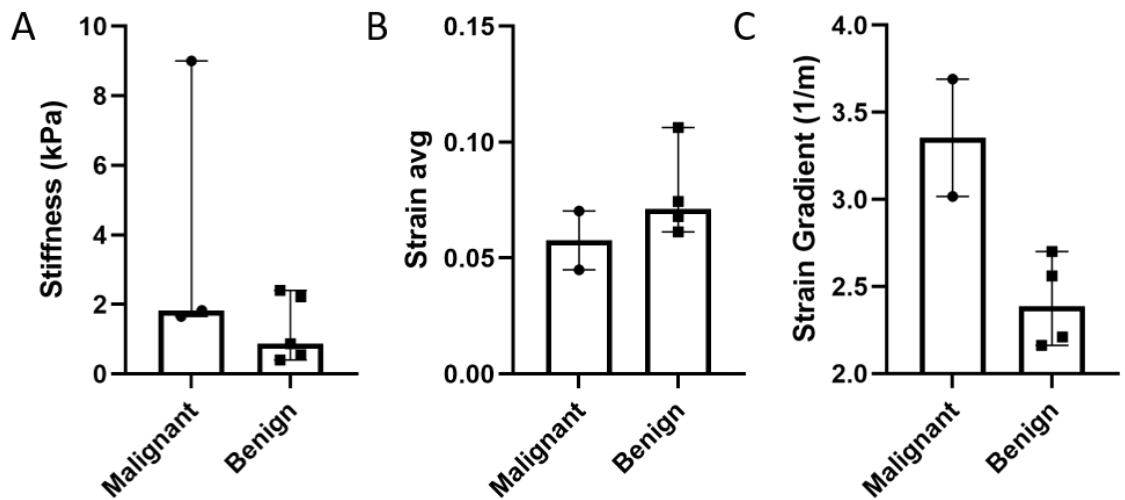 A
Stiffness (kPa)
10
8
6
4
2
0
Malignant
Benign
B
Strain avg
0.15
0.10
0.05
0.00
Malignant
Benign
C
Strain Gradient (1/m)
4.0
3.5
3.0
2.5
2.0
Malignant
Benign